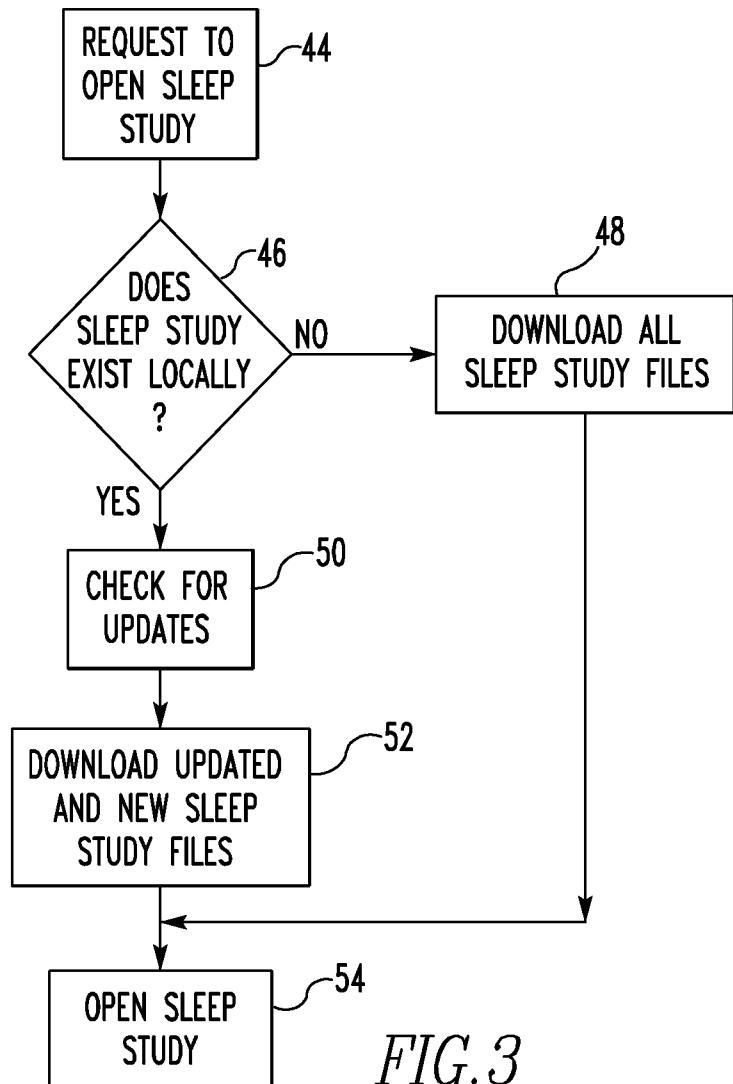 REQUEST TO
OPEN SLEEP
STUDY
44
DOES
SLEEP STUDY
EXIST LOCALLY
?
46
NO
48
DOWNLOAD ALL
SLEEP STUDY FILES
YES
50
CHECK FOR
UPDATES
52
DOWNLOAD UPDATED
AND NEW SLEEP
STUDY FILES
54
OPEN SLEEP
STUDY
FIG.3